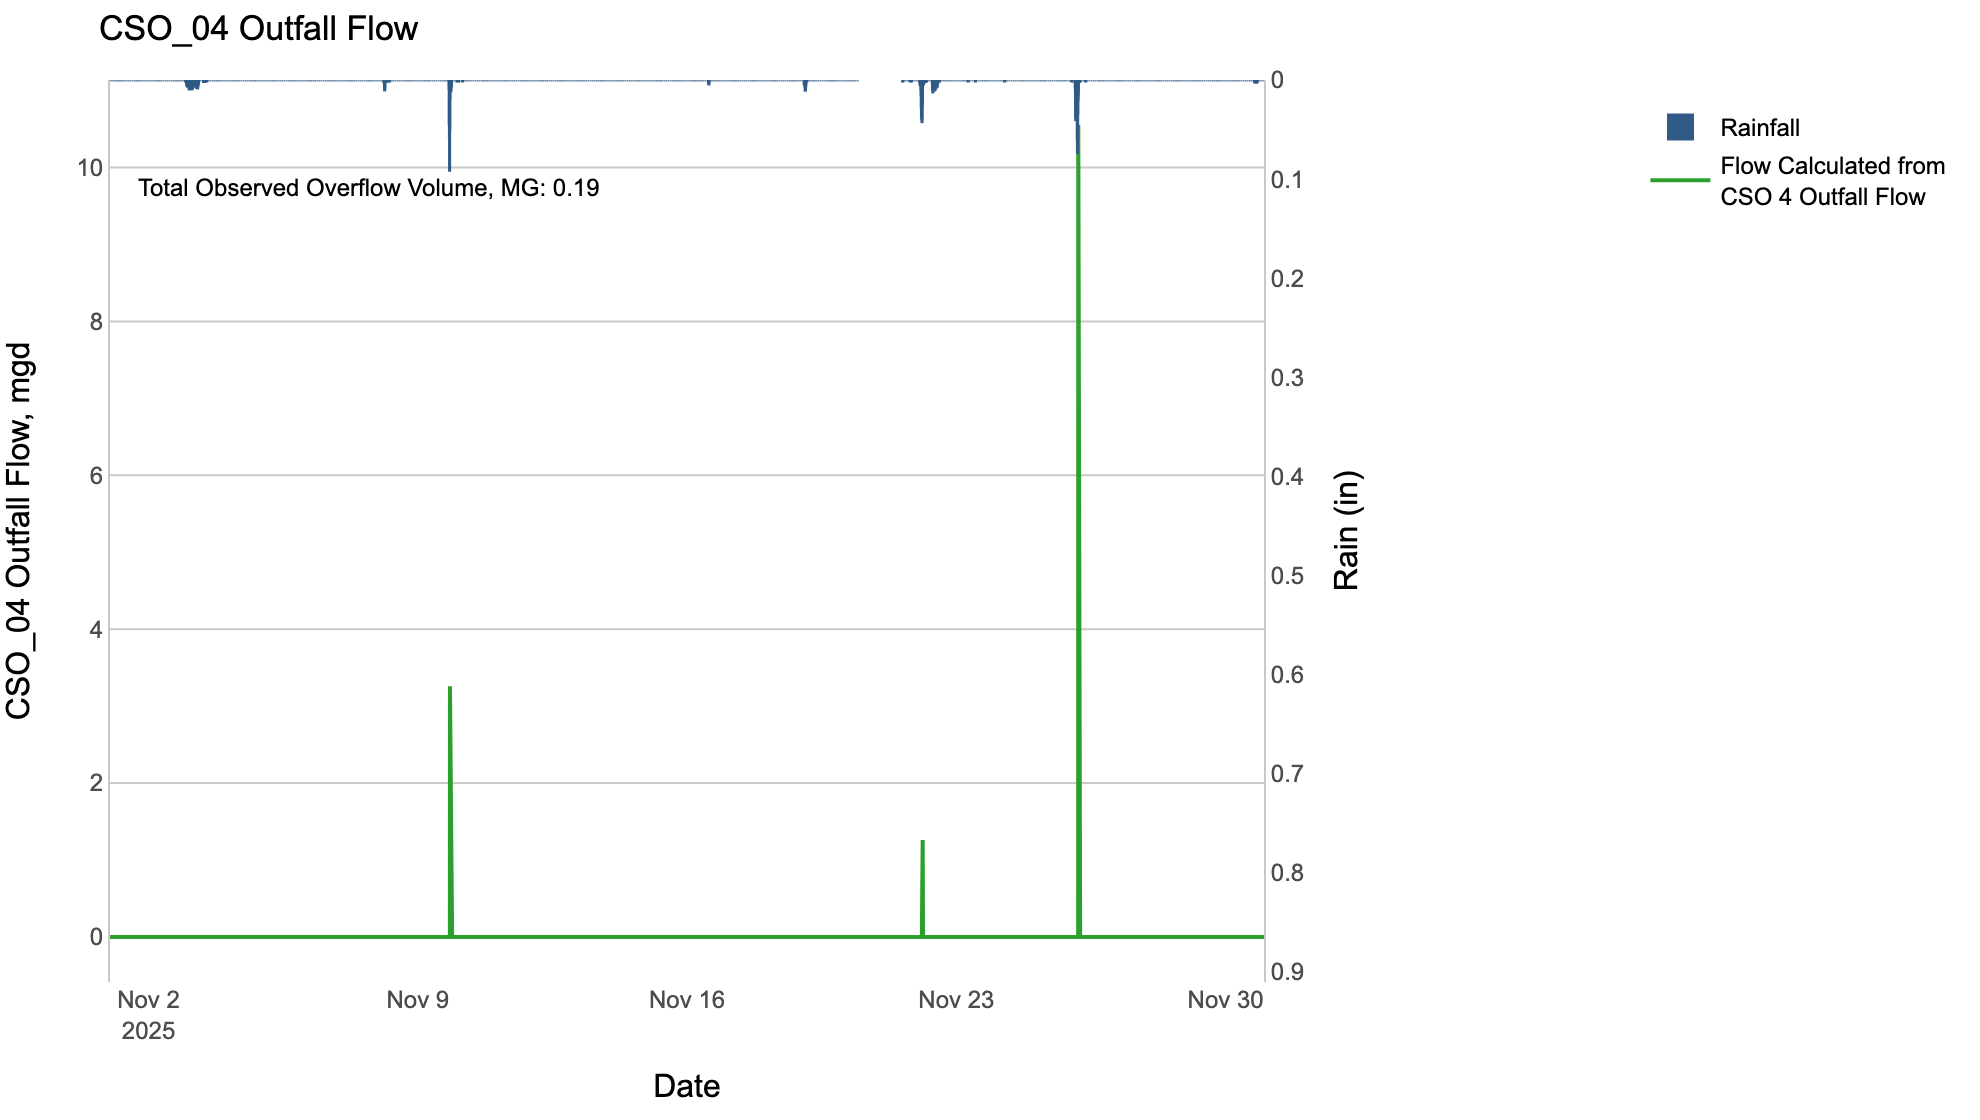 CSO_04 Outfall Flow
Total Observed Overflow Volume, MG: 0.19
CSO_04 Outfall Flow, mgd
10
8
6
4
2
0
0
0.1
0.2
0.3
0.4
0.5
0.6
0.7
0.8
0.9
Rain (in)
Nov 2
2025
Nov 9
Nov 16
Nov 23
Nov 30
Date
Rainfall
Flow Calculated from
CSO 4 Outfall Flow